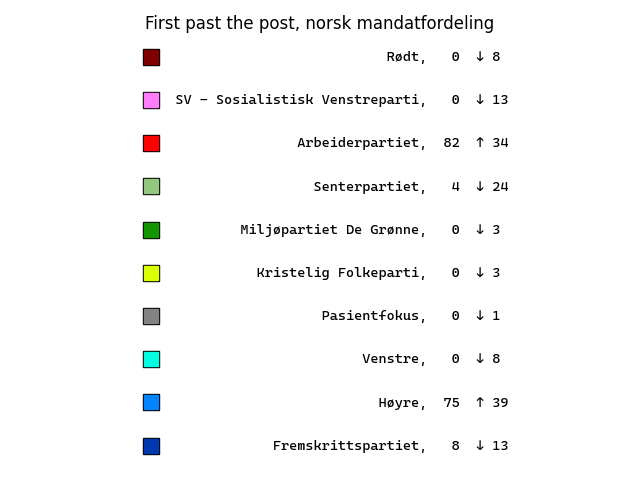 First past the post, norsk mandatfordeling
Rødt, 0 ↓ 8
SV – Sosialistisk Venstreparti, 0 ↓ 13
Arbeiderpartiet, 82 ↑ 34
Senterpartiet, 4 ↓ 24
Miljøpartiet De Grønne, 0 ↓ 3
Kristelig Folkeparti, 0 ↓ 3
Pasientfokus, 0 ↓ 1
Venstre, 0 ↓ 8
Høyre, 75 ↑ 39
Fremskrittspartiet, 8 ↓ 13